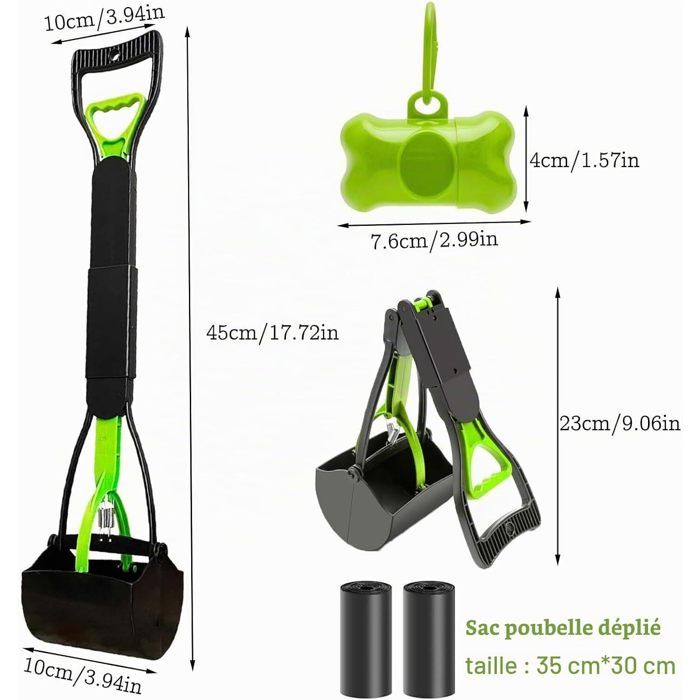 10cm/3.94in
4cm/1.57in
7.6cm/2.99in
45cm/17.72in
23cm/9.06in
10cm/3.94in
Sac poubelle déplié
taille : 35 cm*30 cm